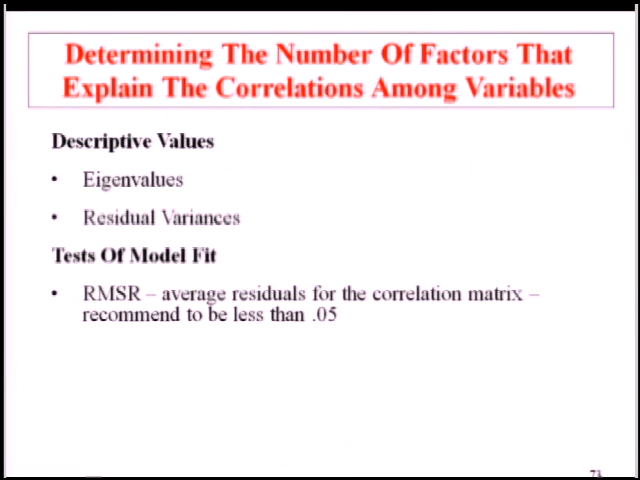 Determining The Number Of Factors That
Explain The Correlations Among Variables
Descriptive Values
• Eigenvalues
• Residual Variances
Tests Of Model Fit
• RMSR – average residuals for the correlation matrix –
recommend to be less than .05
73